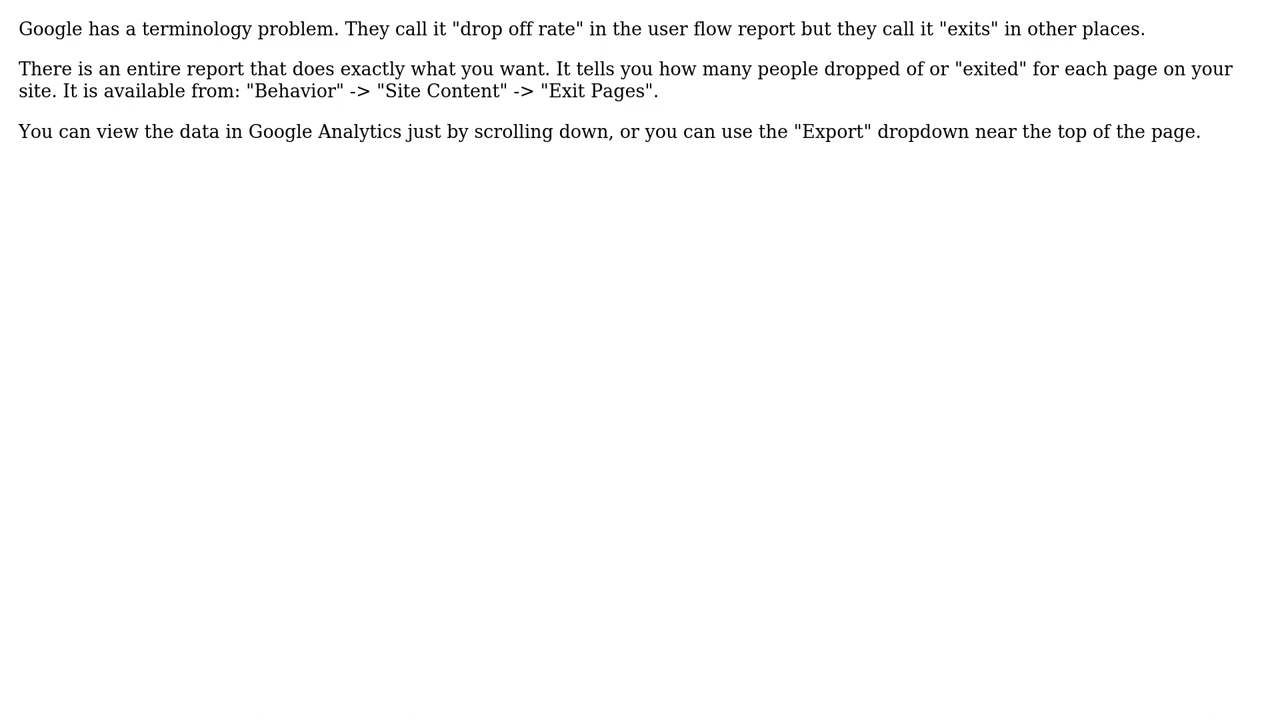 Google has a terminology problem. They call it "drop off rate" in the user flow report but they call it "exits" in other places.
There is an entire report that does exactly what you want. It tells you how many people dropped of or "exited" for each page on your
site. It is available from: "Behavior" -> "Site Content" -> "Exit Pages".
You can view the data in Google Analytics just by scrolling down, or you can use the "Export" dropdown near the top of the page.